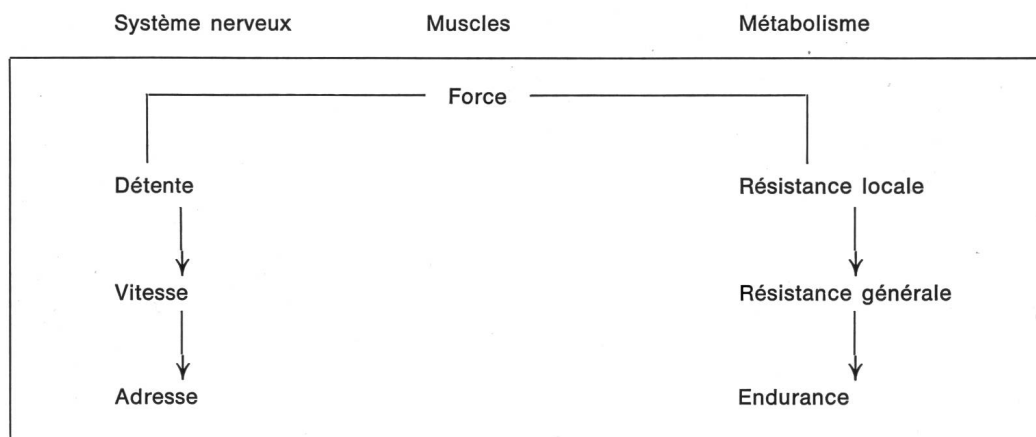 Système nerveux Muscles Métabolisme
Force
Détente Résistance locale
Vitesse Résistance générale
Adresse Endurance